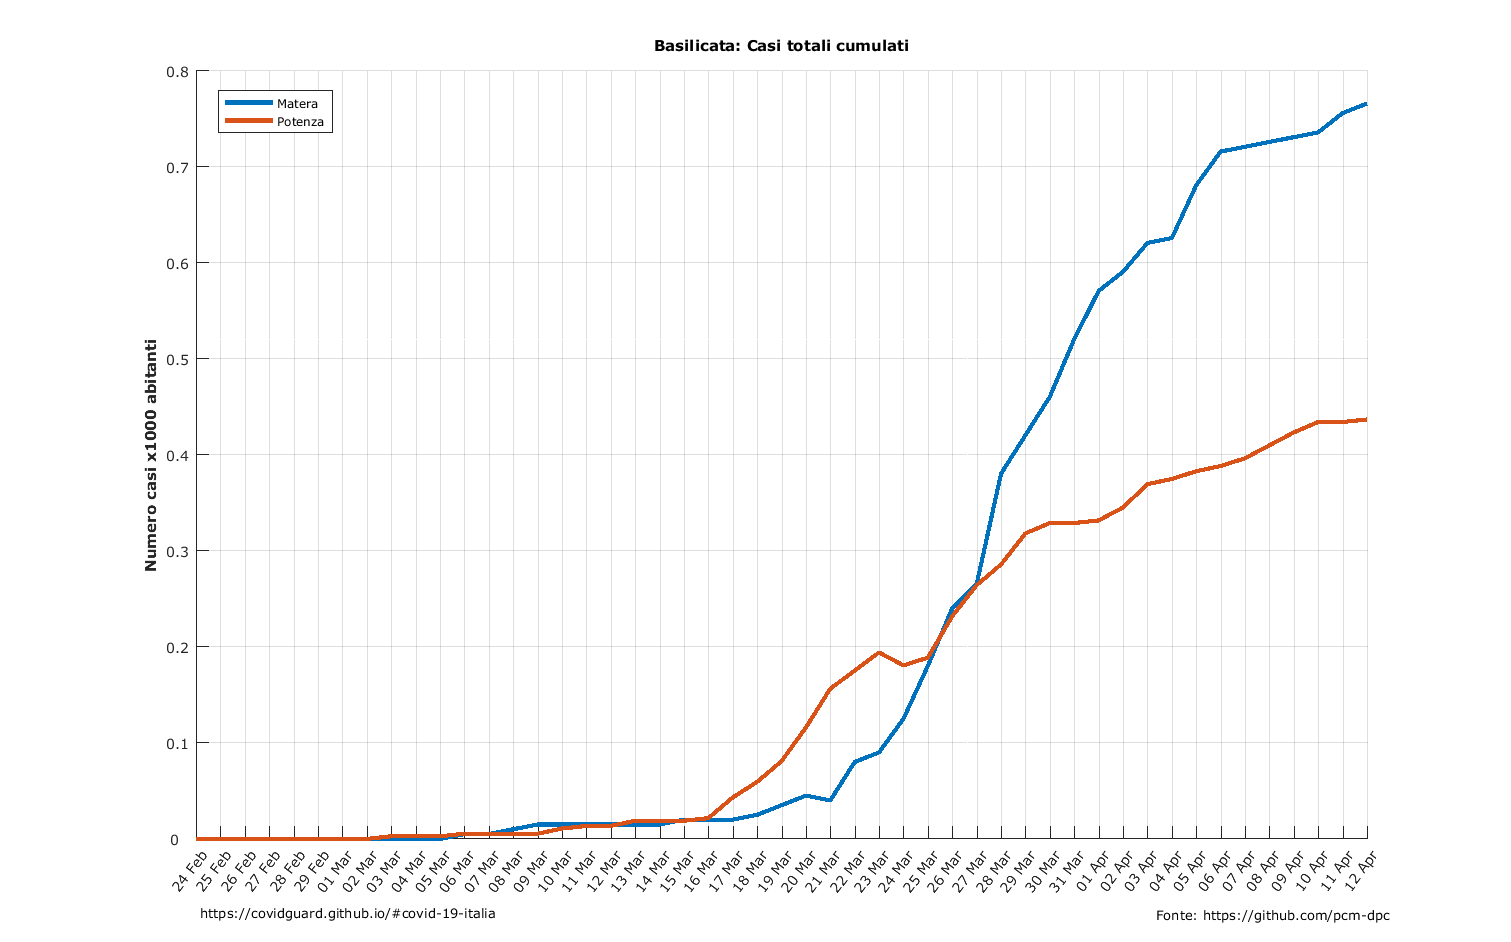 Basilicata: Casi totali cumulati
Matera
Potenza
Numero casi x1000 abitanti
0.8
0.7
0.6
0.5
0.4
0.3
0.2
0.1
0
24 Feb
25 Feb
26 Feb
27 Feb
28 Feb
29 Feb
01 Mar
02 Mar
03 Mar
04 Mar
05 Mar
06 Mar
07 Mar
08 Mar
09 Mar
10 Mar
11 Mar
12 Mar
13 Mar
14 Mar
15 Mar
16 Mar
17 Mar
18 Mar
19 Mar
20 Mar
21 Mar
22 Mar
23 Mar
24 Mar
25 Mar
26 Mar
27 Mar
28 Mar
29 Mar
30 Mar
31 Mar
01 Apr
02 Apr
03 Apr
04 Apr
05 Apr
06 Apr
07 Apr
08 Apr
09 Apr
10 Apr
11 Apr
12 Apr
https://covidguard.github.io/#covid-19-italia
Fonte: https://github.com/pcm-dpc